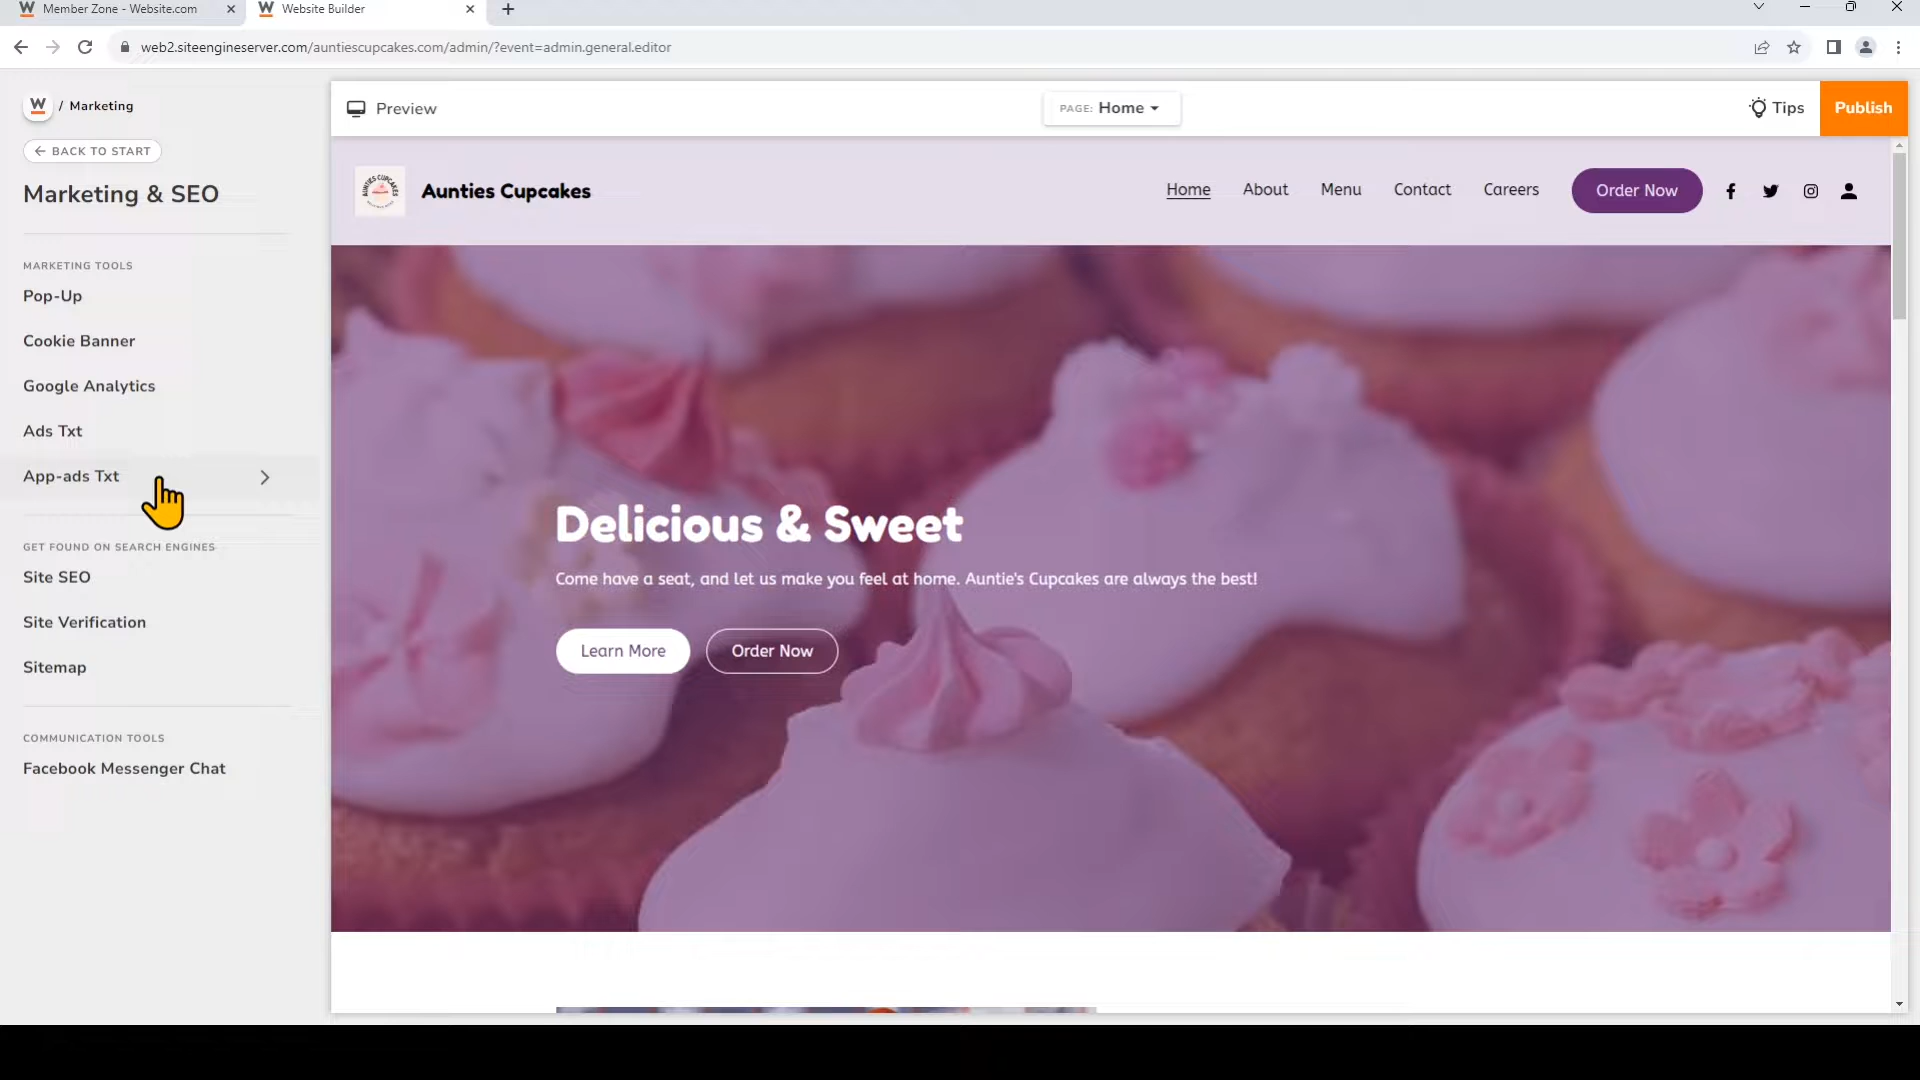 Member Zone - Website.com
Website Builder
web2.siteengineserver.com/auntiescupcakes.com/admin/?event=admin.general.editor
W / Marketing
BACK TO START
Marketing & SEO
MARKETING TOOLS
Pop-Up
Cookie Banner
Google Analytics
Ads Txt
App-ads Txt
GET FOUND ON SEARCH ENGINES
Site SEO
Site Verification
Sitemap
COMMUNICATION TOOLS
Facebook Messenger Chat
Preview
PAGE: Home
Tips
Publish
AUNTIES CUPCAKES
Aunties Cupcakes
Home About Menu Contact Careers Order Now
Delicious & Sweet
Come have a seat, and let us make you feel at home. Auntie's Cupcakes are always the best!
Learn More Order Now